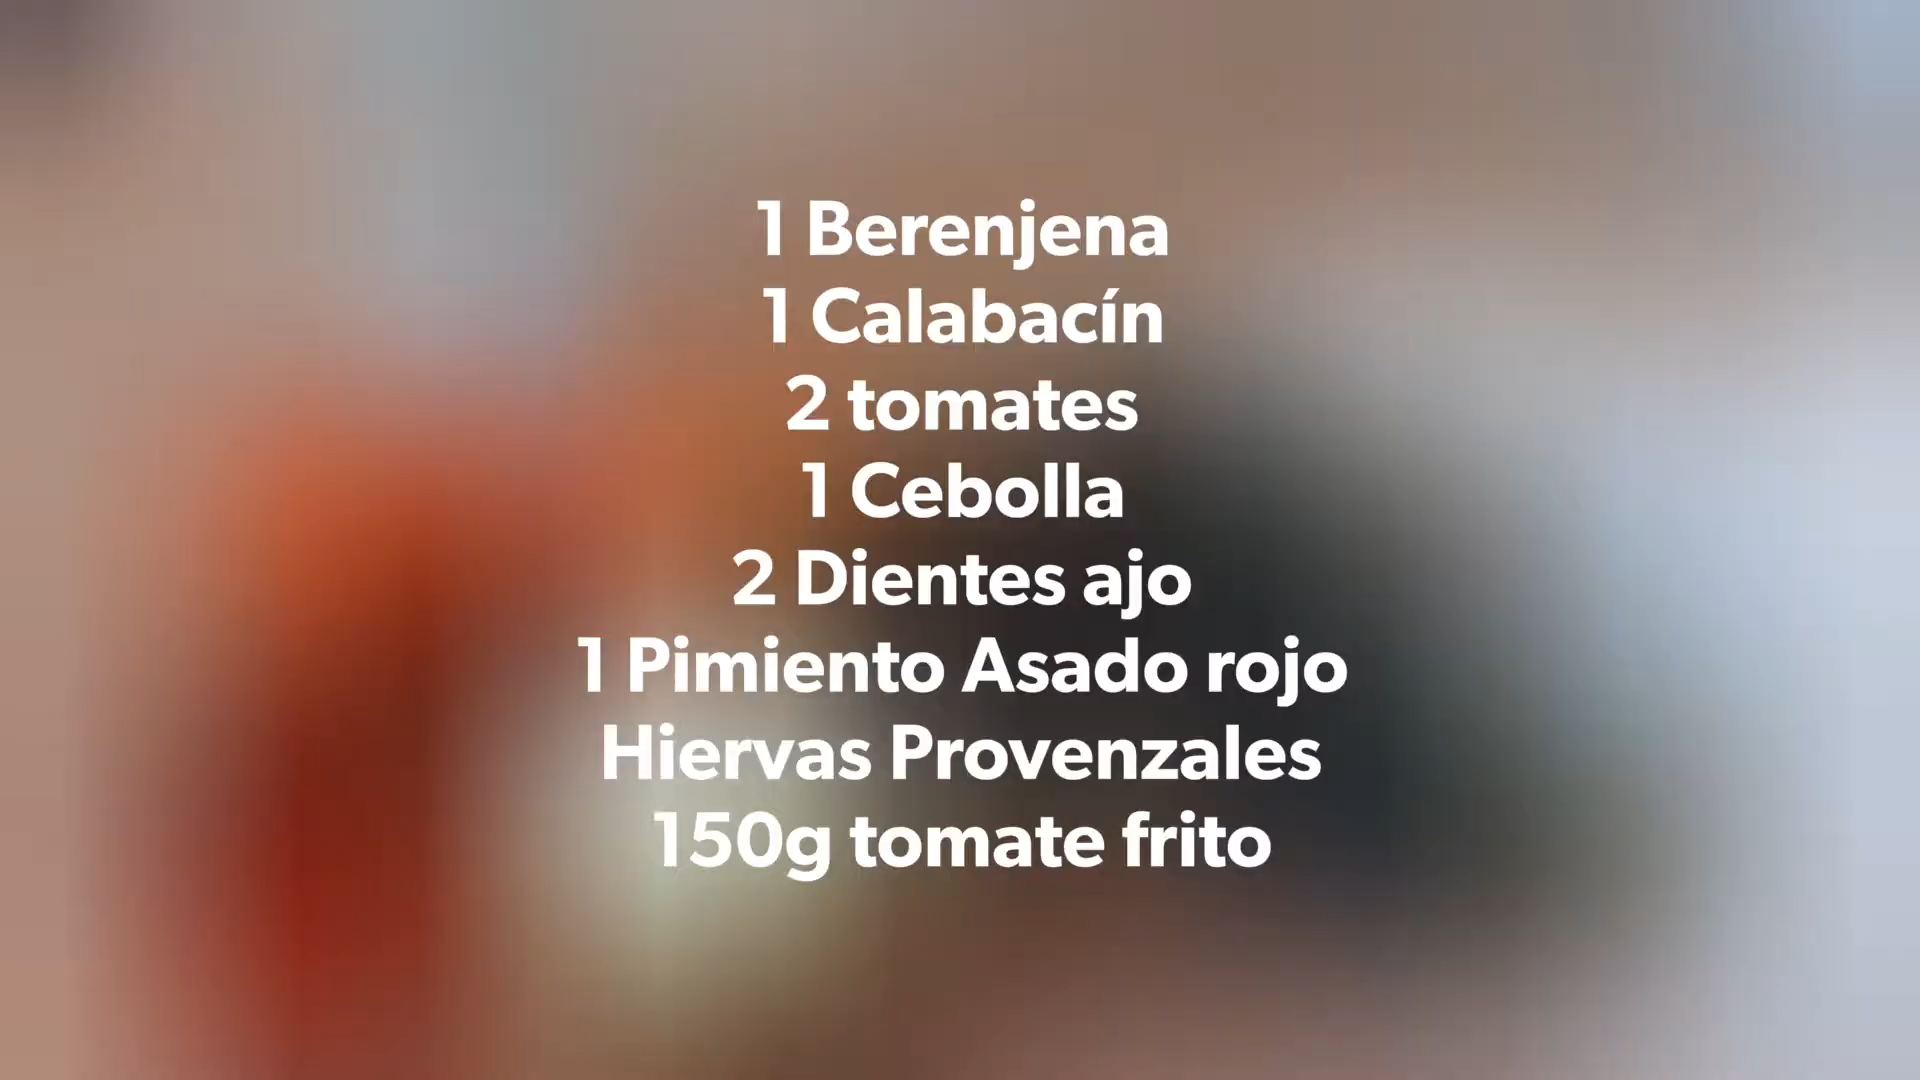 1 Berenjena
1 Calabacín
2 tomates
1 Cebolla
2 Dientes ajo
1 Pimiento Asado rojo
Hiervas Provenzales
150g tomate frito